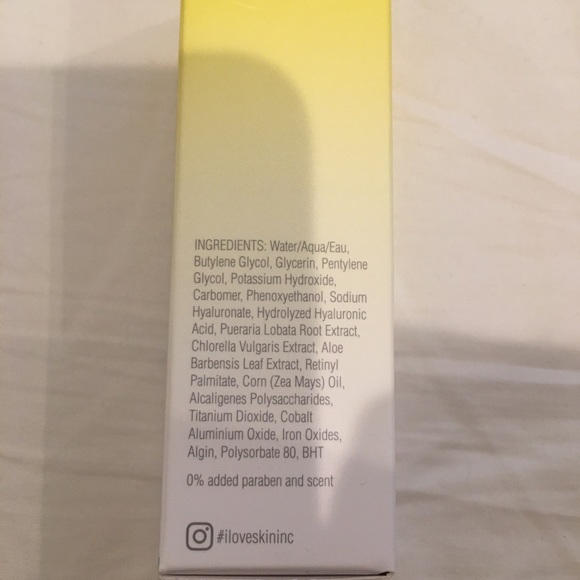 INGREDIENTS: Water/Aqua/Eau,
Butylene Glycol, Glycerin, Pentylene
Glycol, Potassium Hydroxide,
Carbomer, Phenoxyethanol, Sodium
Hyaluronate, Hydrolyzed Hyaluronic
Acid, Pueraria Lobata Root Extract,
Chlorella Vulgaris Extract, Aloe
Barbensis Leaf Extract, Retinyl
Palmitate, Corn (Zea Mays) Oil,
Alcaligenes Polysaccharides,
Titanium Dioxide, Cobalt
Aluminium Oxide, Iron Oxides,
Algin, Polysorbate 80, BHT
0% added paraben and scent
#iloveskininc